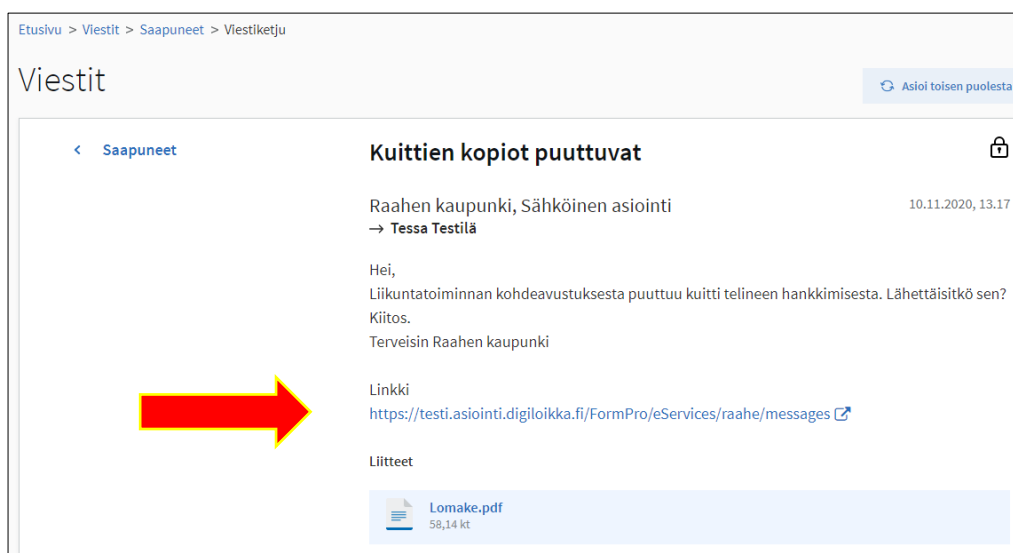 Etusivu > Viestit > Saapuneet > Viestiketju
Viestit
Asioi toisen puolesta
Saapuneet
Kuittien kopiot puuttuvat
Raahen kaupunki, Sähköinen asiointi
10.11.2020, 13.17
→ Tessa Testilä
Hei,
Liikuntatoiminnan kohdeavustuksesta puuttuu kuitti telineen hankkimisesta. Lähettäisitkö sen?
Kiitos.
Terveisin Raahen kaupunki
Linkki
https://testi.asiointi.digiloikka.fi/FormPro/eServices/raahe/messages
Liitteet
Lomake.pdf
58,14 kt